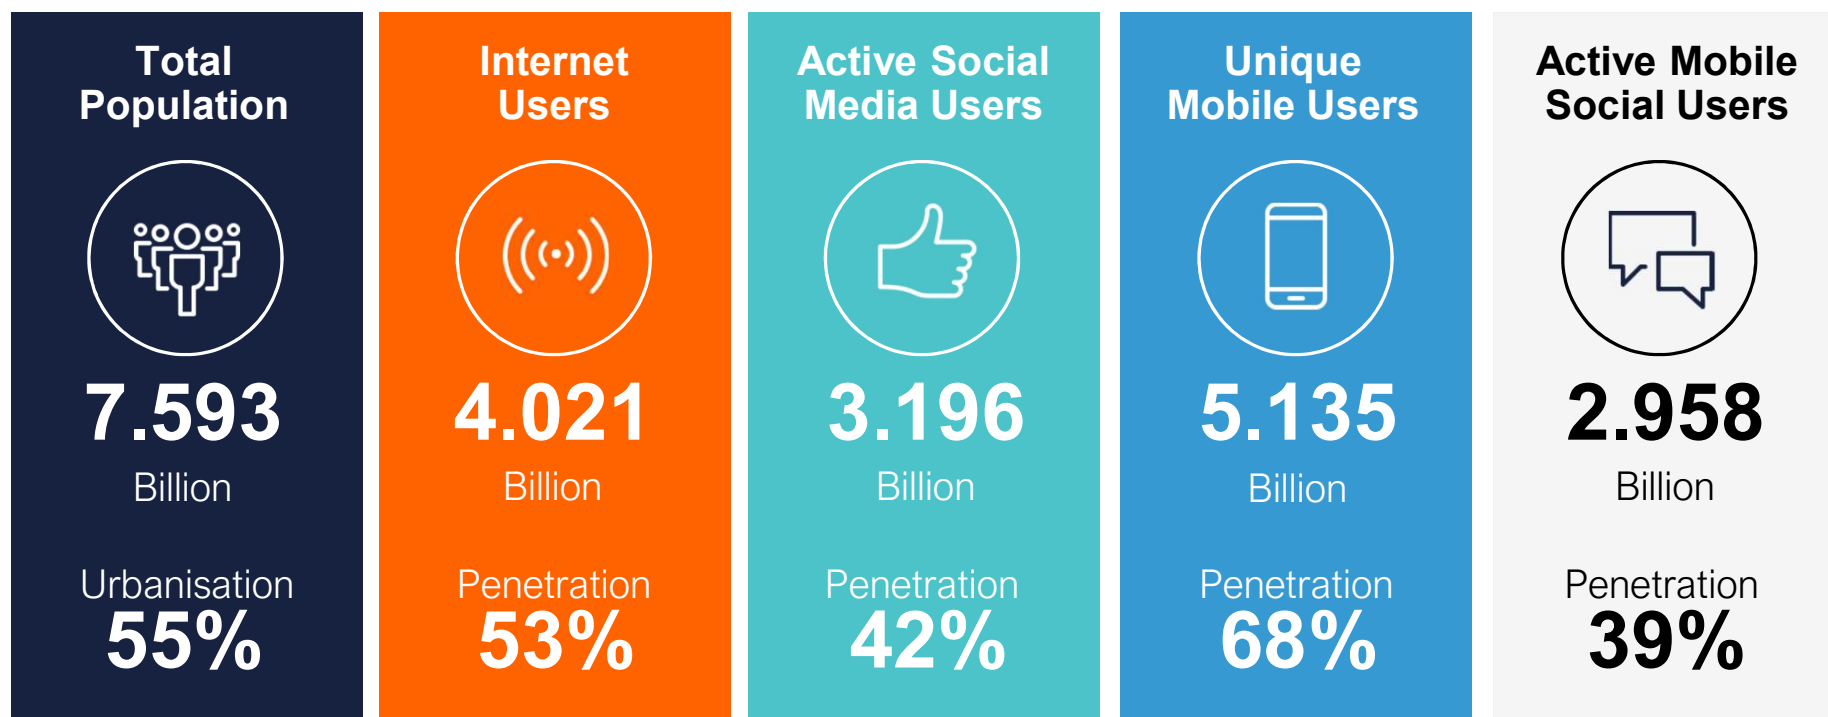 Total
Population
7.593
Billion
Urbanisation
55%
Internet
Users
4.021
Billion
Penetration
53%
Active Social
Media Users
3.196
Billion
Penetration
42%
Unique
Mobile Users
5.135
Billion
Penetration
68%
Active Mobile
Social Users
2.958
Billion
Penetration
39%